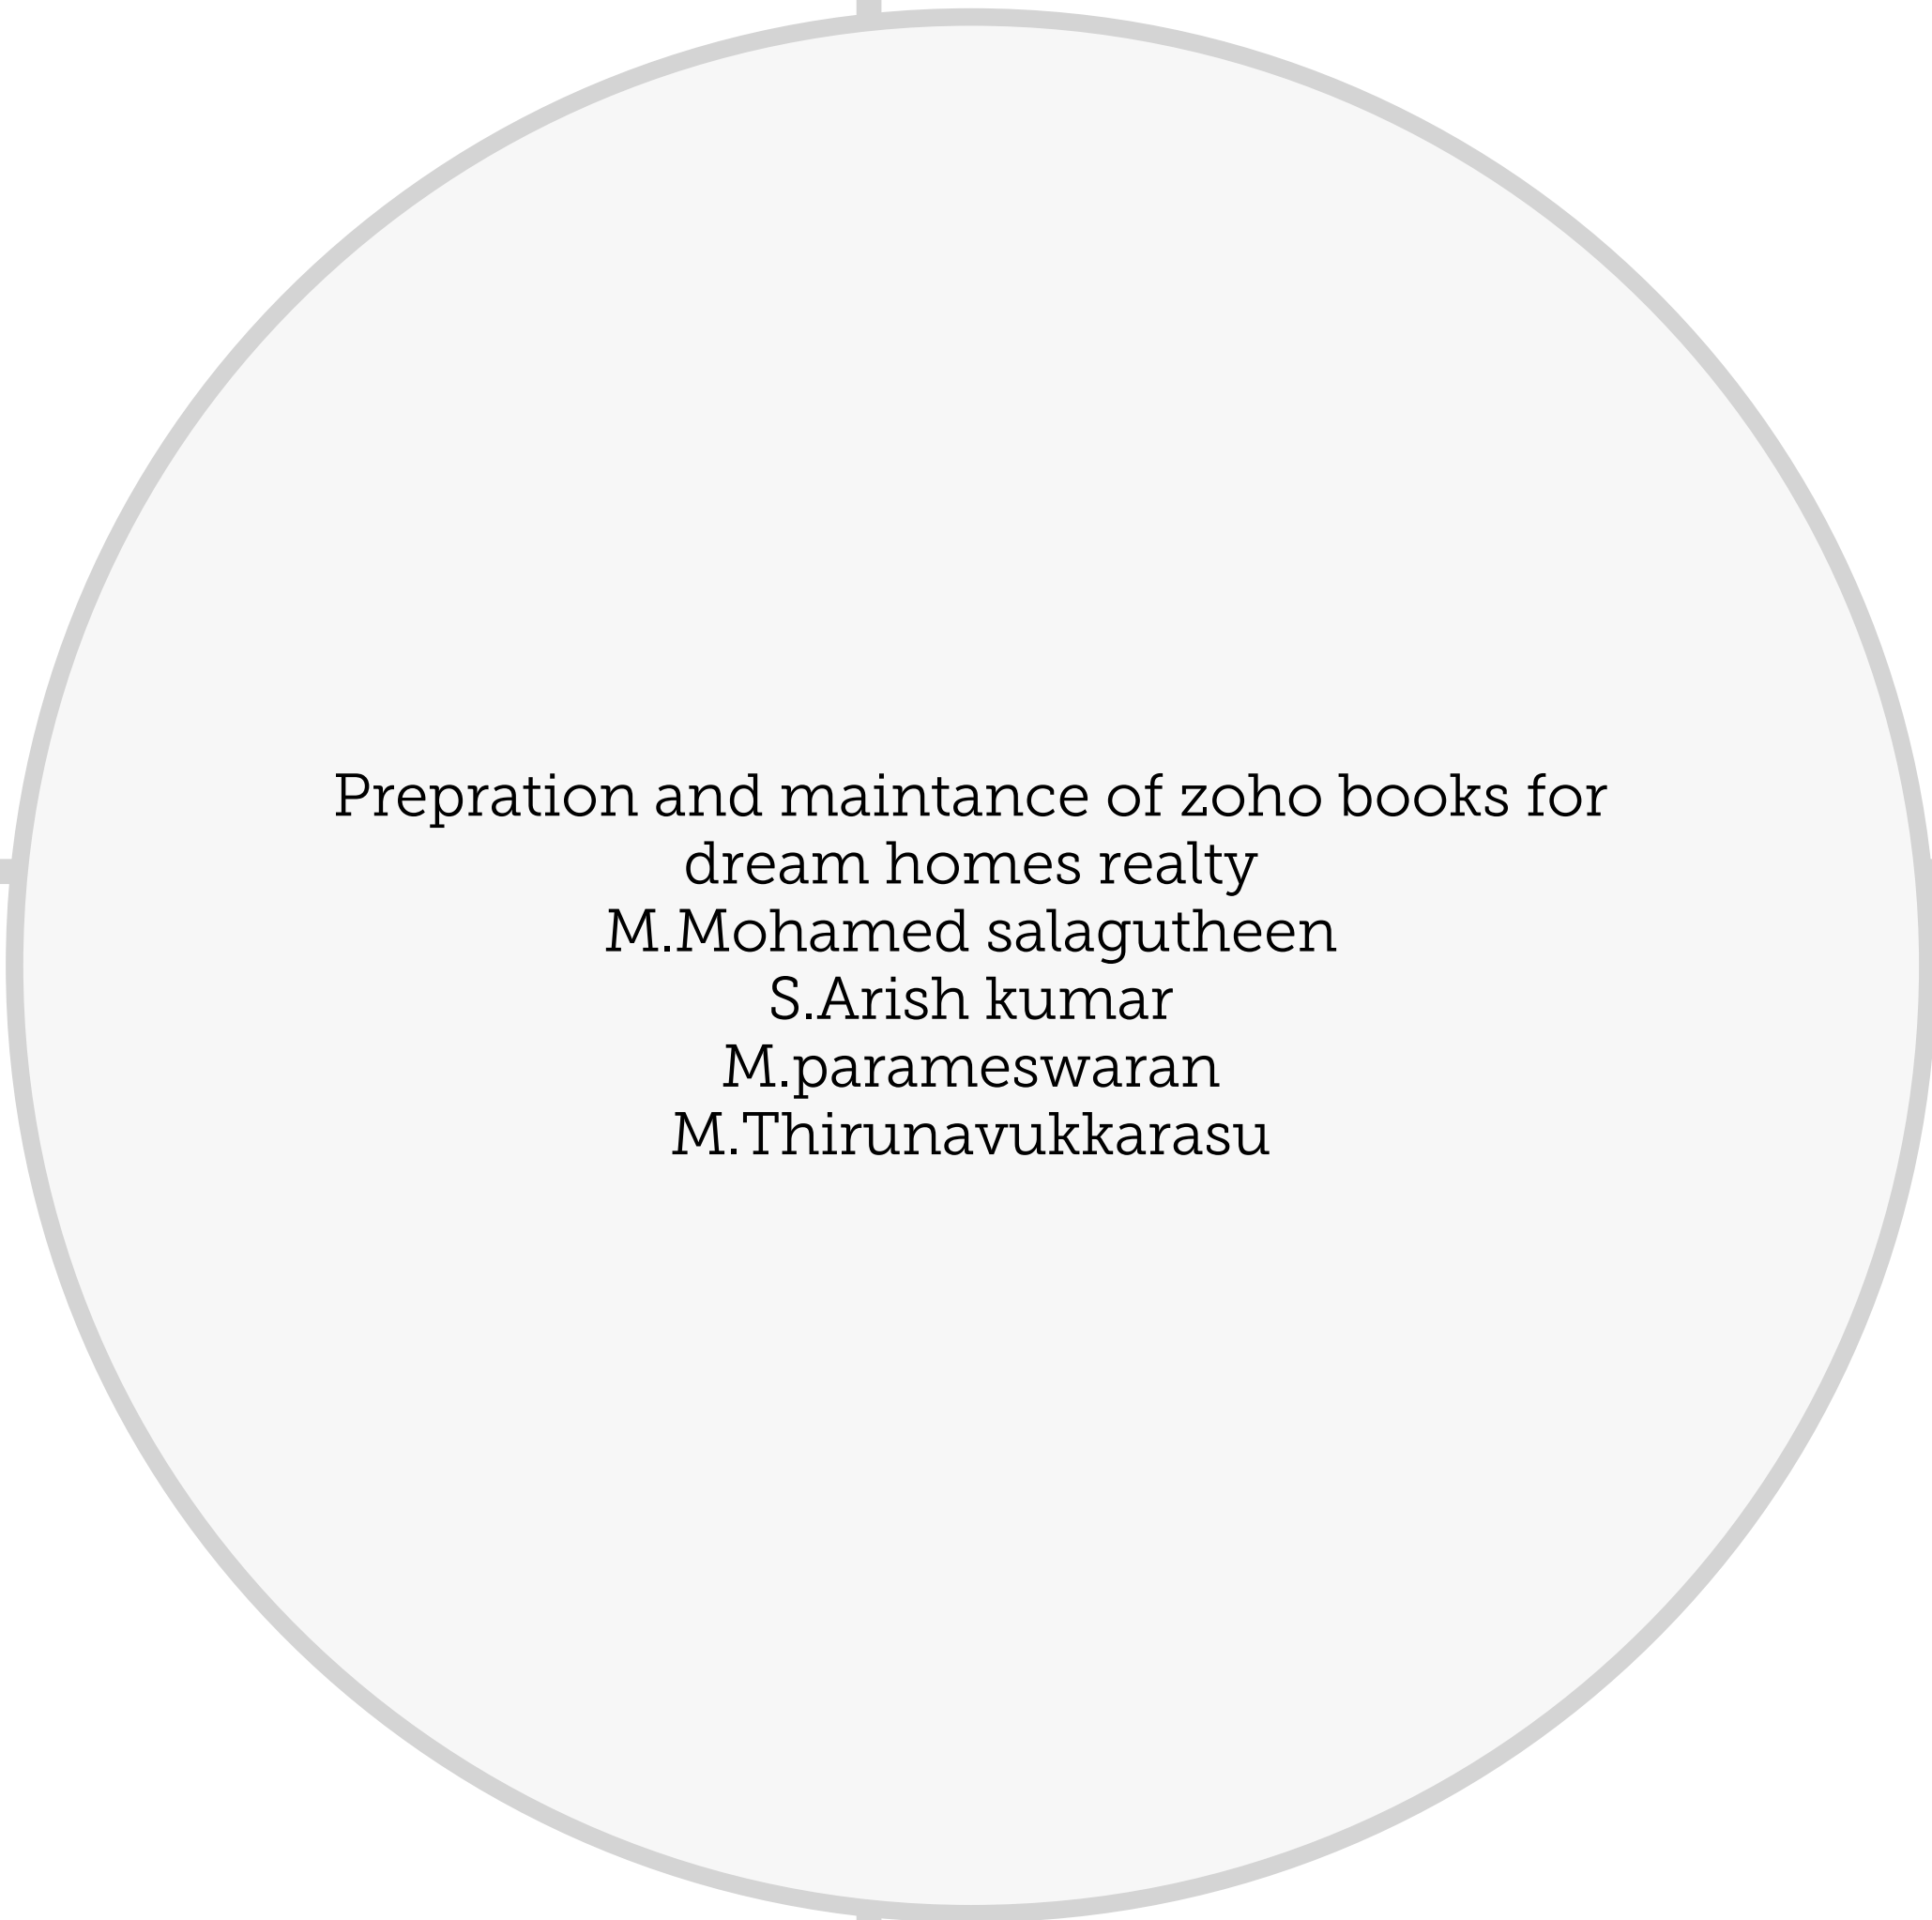 Prepration and maintance of zoho books for
dream homes realty
M.Mohamed salagutheen
S.Arish kumar
M.parameswaran
M.Thirunavukkarasu